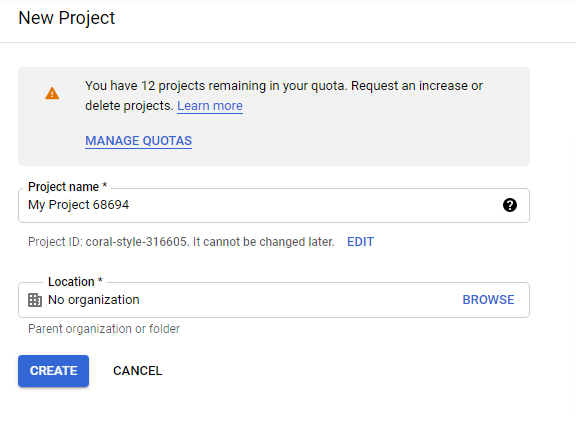 New Project
You have 12 projects remaining in your quota. Request an increase or
delete projects. Learn more
MANAGE QUOTAS
Project name *
My Project 68694
Project ID: coral-style-316605. It cannot be changed later. EDIT
Location *
No organization BROWSE
Parent organization or folder
CREATE CANCEL